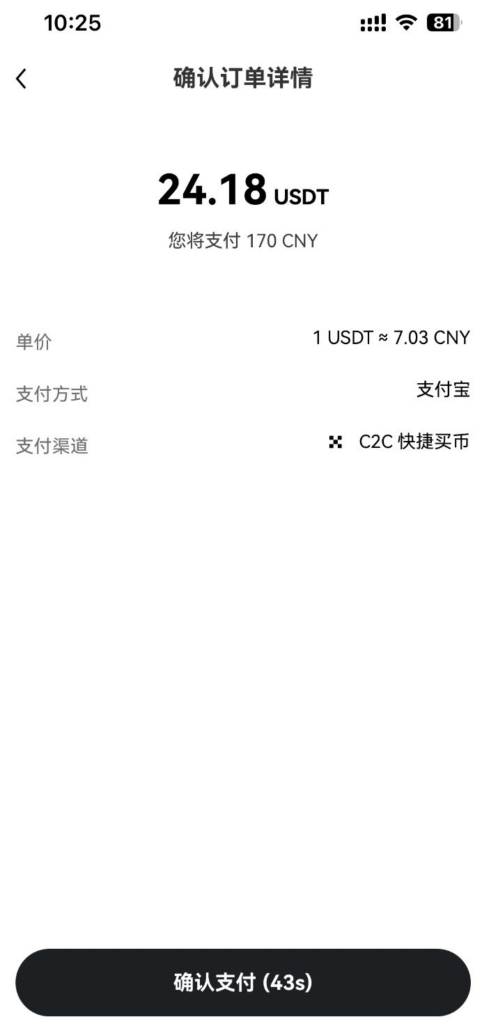 10:25
81
确认订单详情
24.18 USDT
您将支付 170 CNY
单价 1 USDT ≈ 7.03 CNY
支付方式 支付宝
支付渠道 C2C 快捷买币
确认支付 (43s)